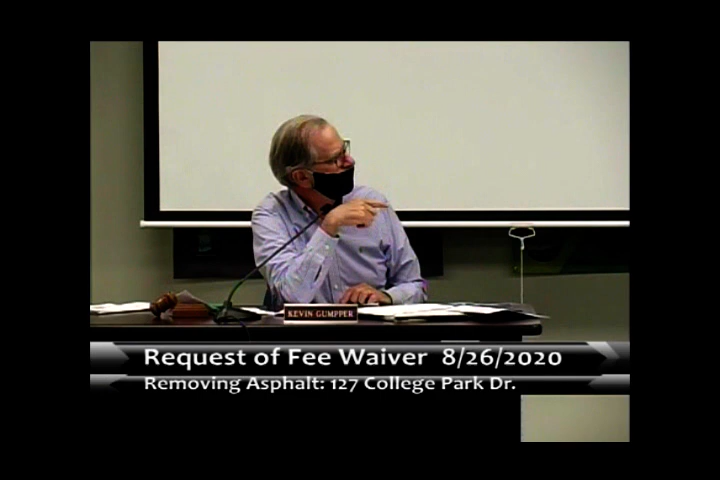 KEVIN GUMPPER
Request of Fee Waiver 8/26/2020
Removing Asphalt: 127 College Park Dr.